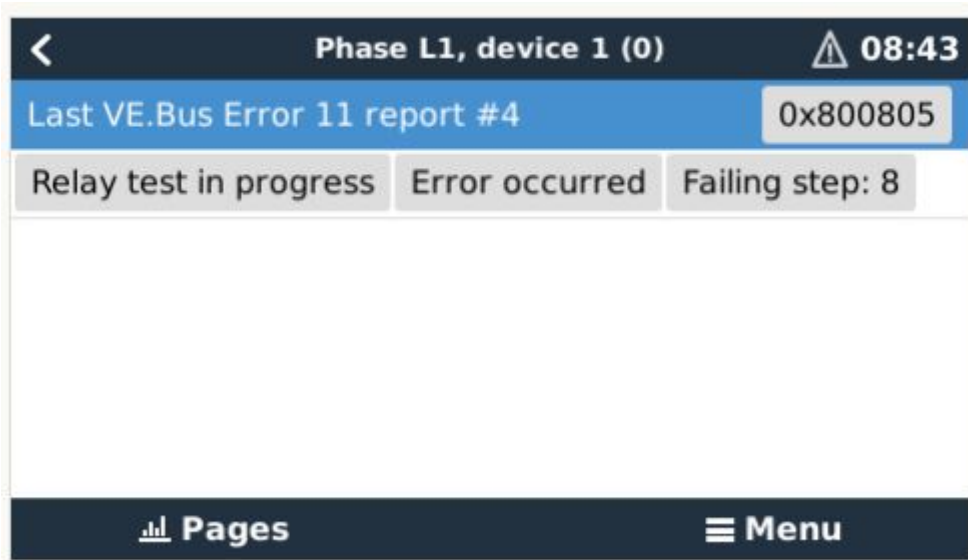 Phase L1, device 1 (0) 08:43
Last VE.Bus Error 11 report #4 0x800805
Relay test in progress Error occurred Failing step: 8
Pages Menu